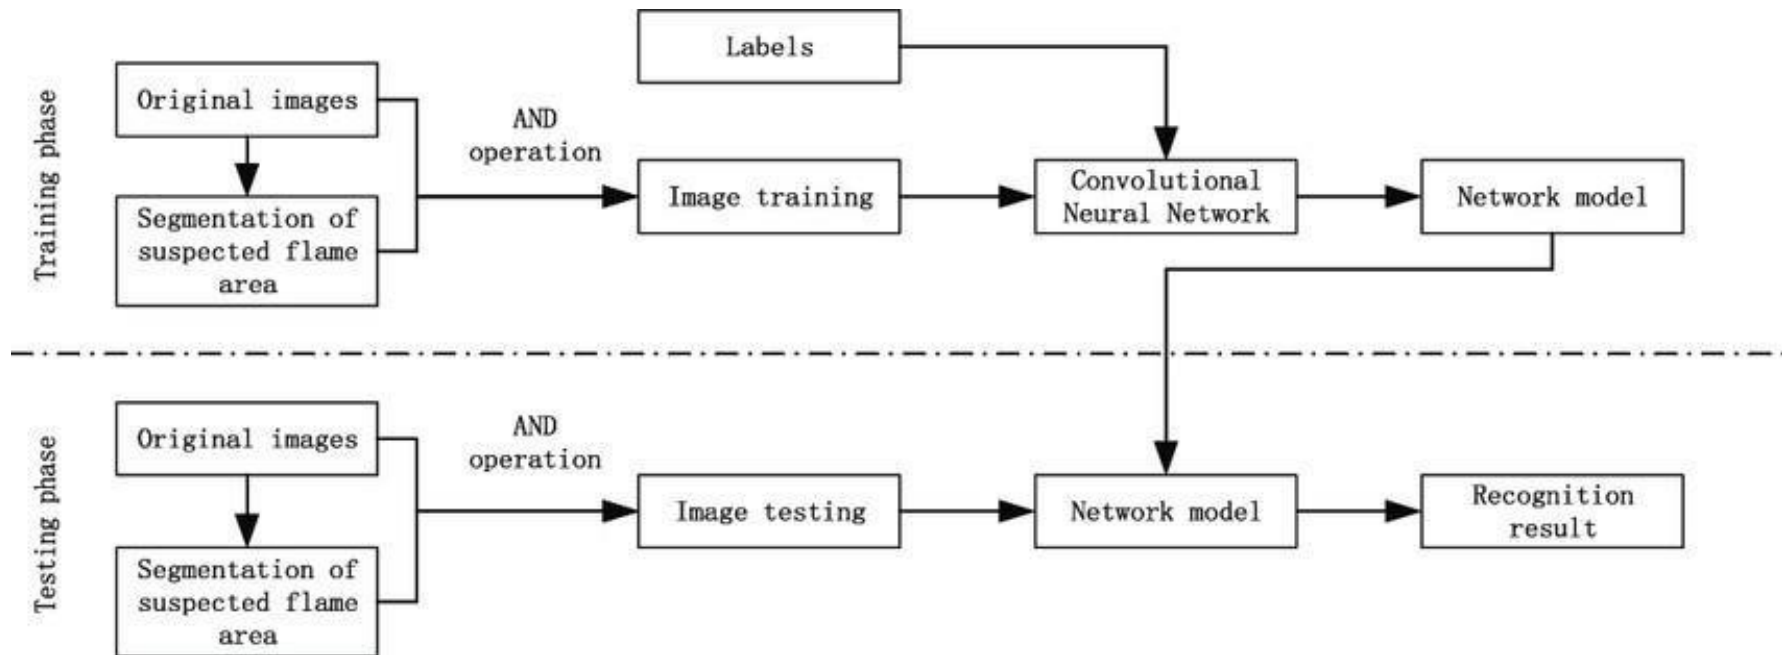 Training phase
Original images
Segmentation of
suspected flame
area
AND
operation
Labels
Image training
Convolutional
Neural Network
Network model
Testing phase
Original images
Segmentation of
suspected flame
area
AND
operation
Image testing
Network model
Recognition
result